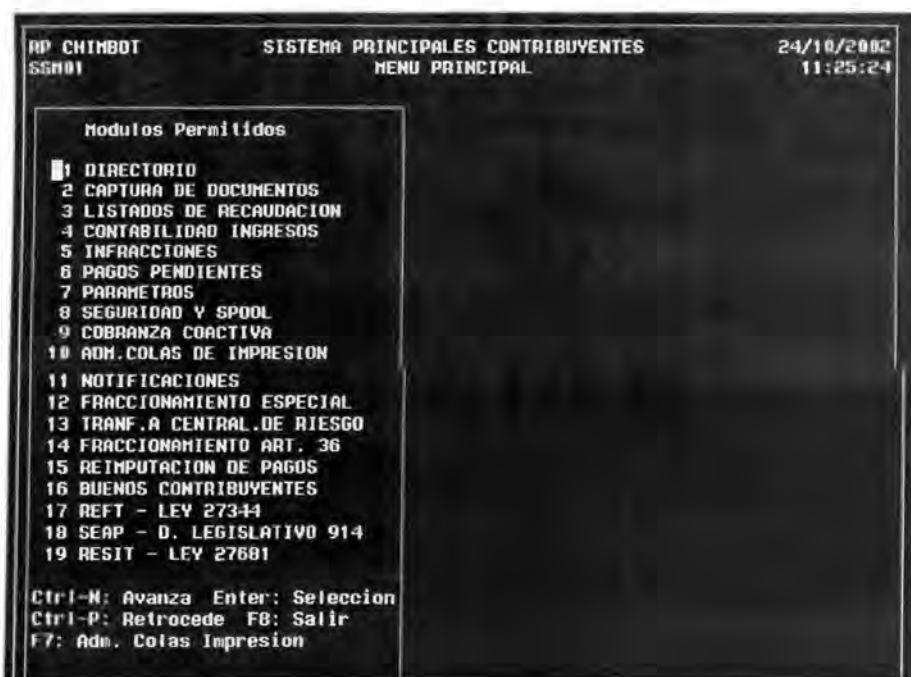 RP CHIMBOT SISTEMA PRINCIPALES CONTRIBUYENTES 24/10/2002
SSM01 MENU PRINCIPAL 11:25:24
Modulos Permitidos
1 DIRECTORIO
2 CAPTURA DE DOCUMENTOS
3 LISTADOS DE RECAUDACION
4 CONTABILIDAD INGRESOS
5 INFRACCIONES
6 PAGOS PENDIENTES
7 PARAMETROS
8 SEGURIDAD Y SPOOL
9 COBRANZA COACTIVA
10 ADM.COLAS DE IMPRESION
11 NOTIFICACIONES
12 FRACCIONAMIENTO ESPECIAL
13 TRANF.A CENTRAL.DE RIESGO
14 FRACCIONAMIENTO ART. 36
15 REIMPUTACION DE PAGOS
16 BUENOS CONTRIBUYENTES
17 REFT - LEY 27344
18 SEAP - D. LEGISLATIVO 914
19 RESIT - LEY 27681
Ctrl-N: Avanza Enter: Seleccion
Ctrl-P: Retrocede F8: Salir
F7: Adm. Colas Impresion